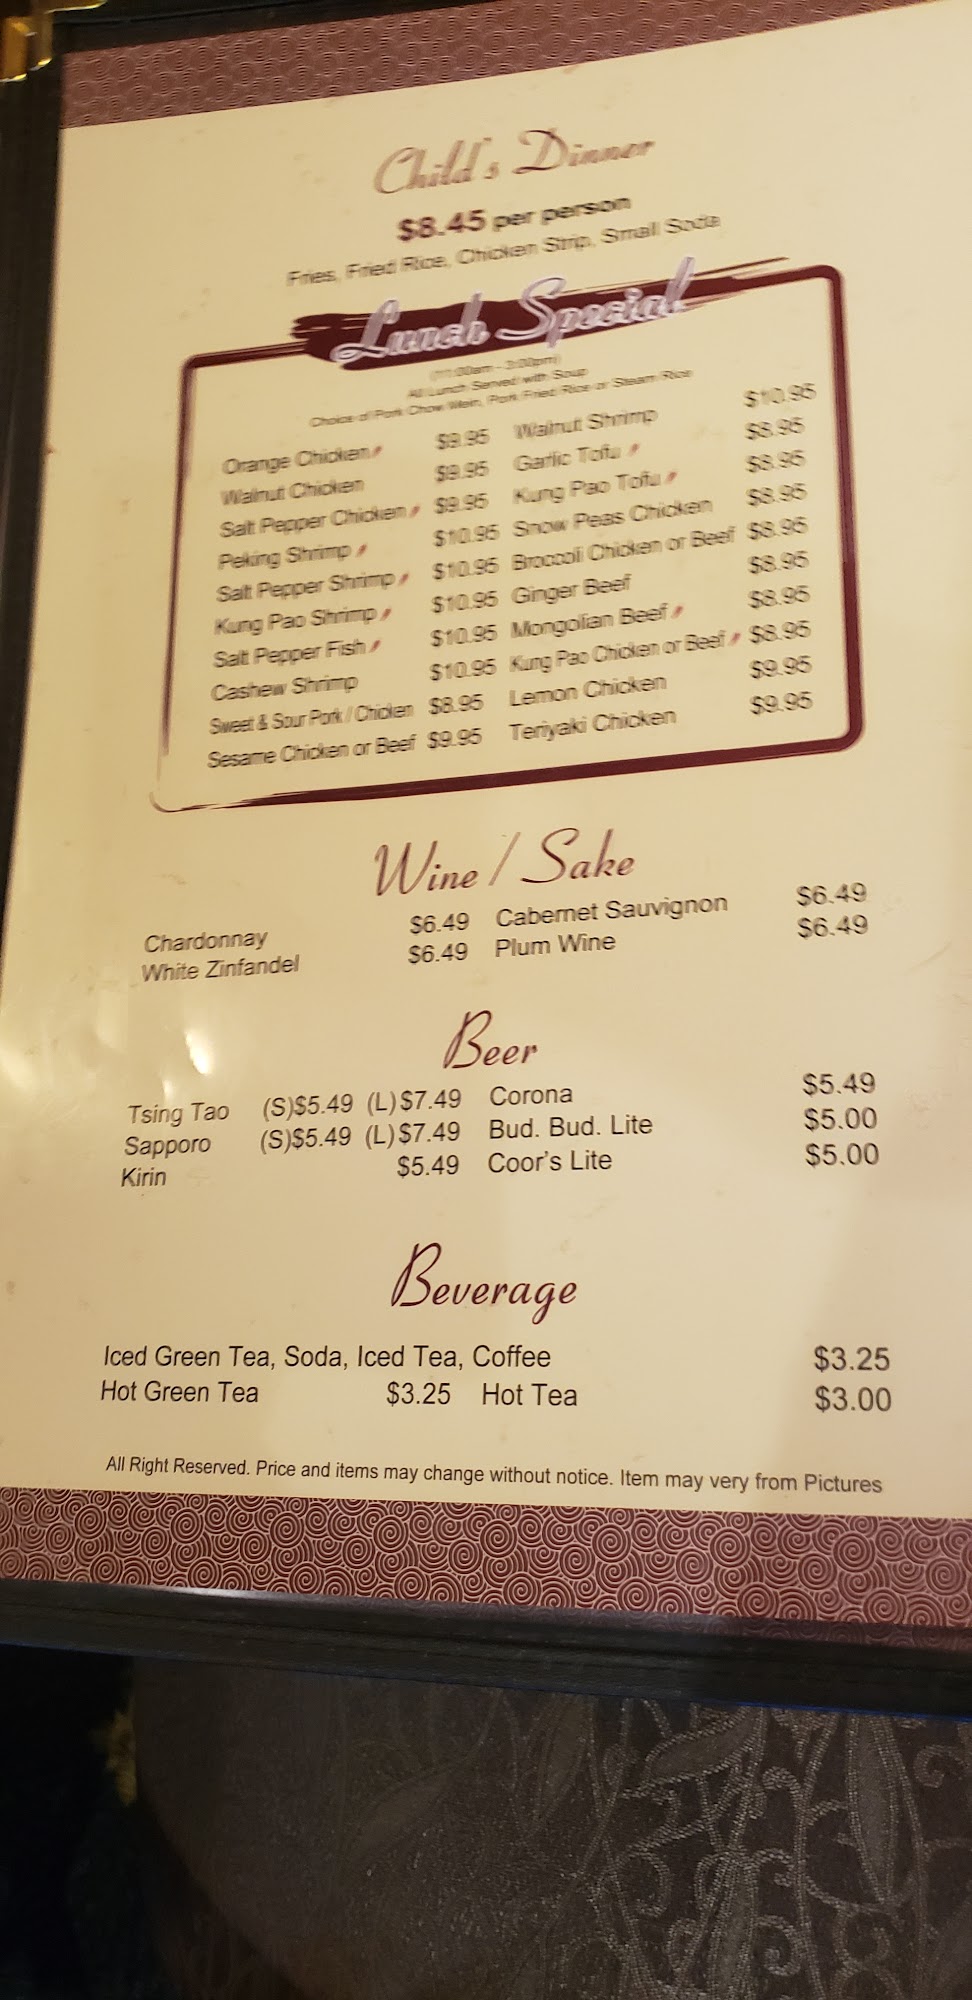 Child's Dinner
$8.45 per person
Fries, Fried Rice, Chicken Strip, Small Soda
Lunch Special
(11:00am - 3:00pm)
All Lunch Served with Soup
Choice of Pork Chow Mein, Pork Fried Rice or Steam Rice
Orange Chicken $9.95 Walnut Shrimp $10.95
Walnut Chicken $9.95 Garlic Tofu $8.95
Salt Pepper Chicken $9.95 Kung Pao Tofu $8.95
Peking Shrimp $10.95 Snow Peas Chicken $8.95
Salt Pepper Shrimp $10.95 Broccoli Chicken or Beef $8.95
Kung Pao Shrimp $10.95 Ginger Beef $8.95
Salt Pepper Fish $10.95 Mongolian Beef $8.95
Cashew Shrimp $10.95 Kung Pao Chicken or Beef $8.95
Sweet & Sour Pork / Chicken $8.95 Lemon Chicken $9.95
Sesame Chicken or Beef $9.95 Teriyaki Chicken $9.95
Wine / Sake
Chardonnay $6.49 Cabernet Sauvignon $6.49
White Zinfandel $6.49 Plum Wine $6.49
Beer
Tsing Tao (S)$5.49 (L)$7.49 Corona $5.49
Sapporo (S)$5.49 (L)$7.49 Bud. Bud. Lite $5.00
Kirin $5.49 Coor's Lite $5.00
Beverage
Iced Green Tea, Soda, Iced Tea, Coffee $3.25
Hot Green Tea $3.25 Hot Tea $3.00
All Right Reserved. Price and items may change without notice. Item may very from Pictures